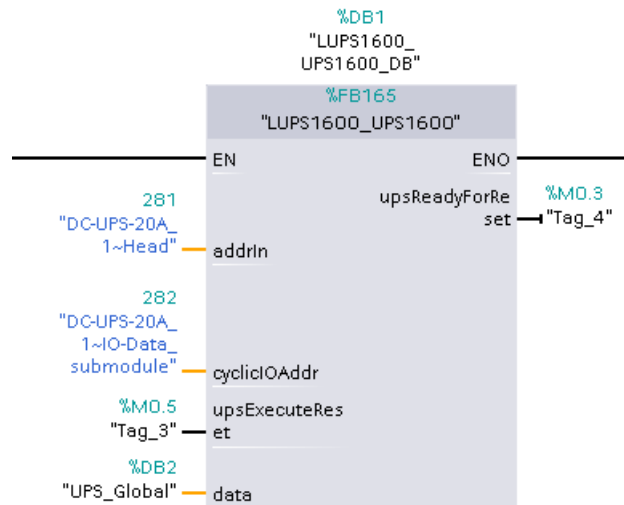 %DB1
"LUPS1600_
UPS1600_DB"
%FB165
"LUPS1600_UPS1600"
EN
ENO
281
"DC-UPS-20A_
1~Head"
addrIn
upsReadyForRe
set
%M0.3
"Tag_4"
282
"DC-UPS-20A_
1~IO-Data_
submodule"
cyclicIOAddr
%M0.5
"Tag_3"
upsExecuteRes
et
%DB2
"UPS_Global"
data